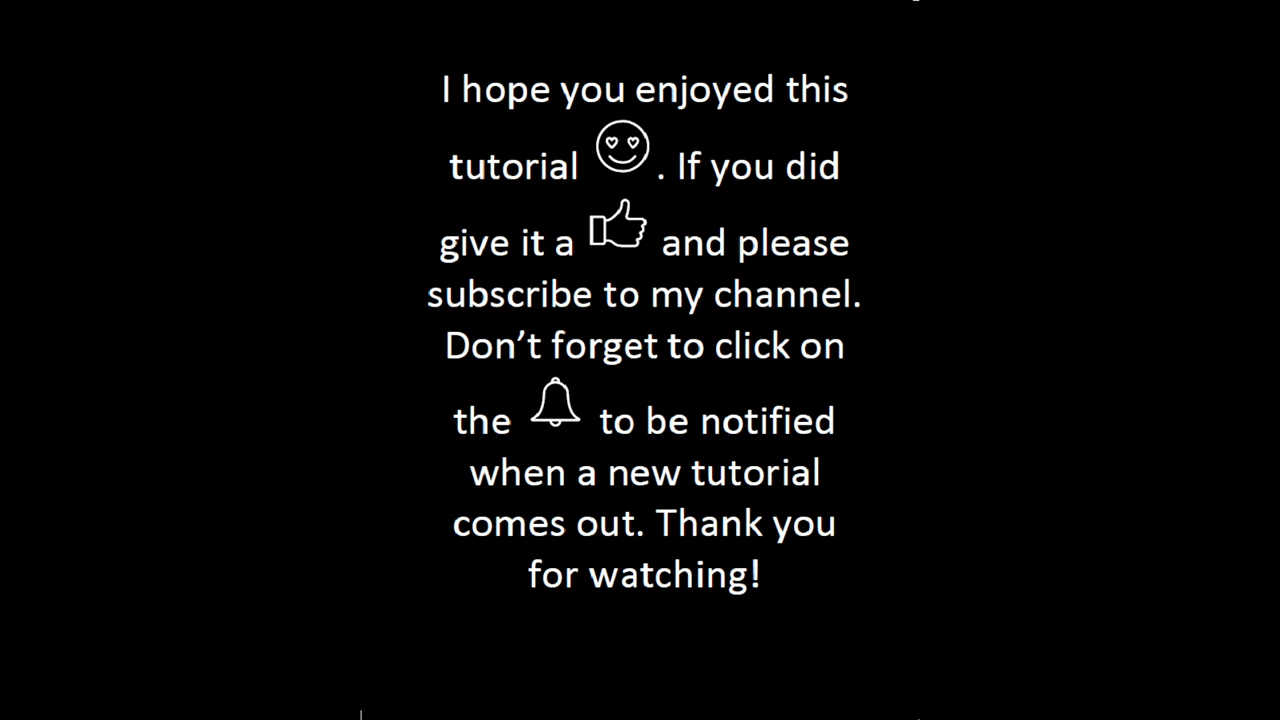 I hope you enjoyed this
tutorial 😍. If you did
give it a 👍 and please
subscribe to my channel.
Don’t forget to click on
the 🔔 to be notified
when a new tutorial
comes out. Thank you
for watching!